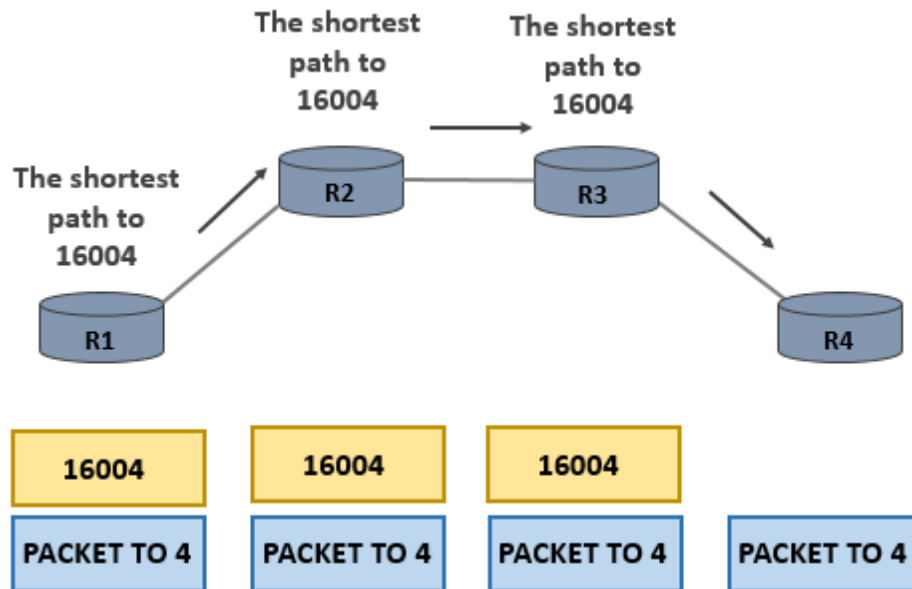 The shortest
path to
16004
The shortest
path to
16004
The shortest
path to
16004
R2
R3
R1
R4
16004
16004
16004
PACKET TO 4
PACKET TO 4
PACKET TO 4
PACKET TO 4